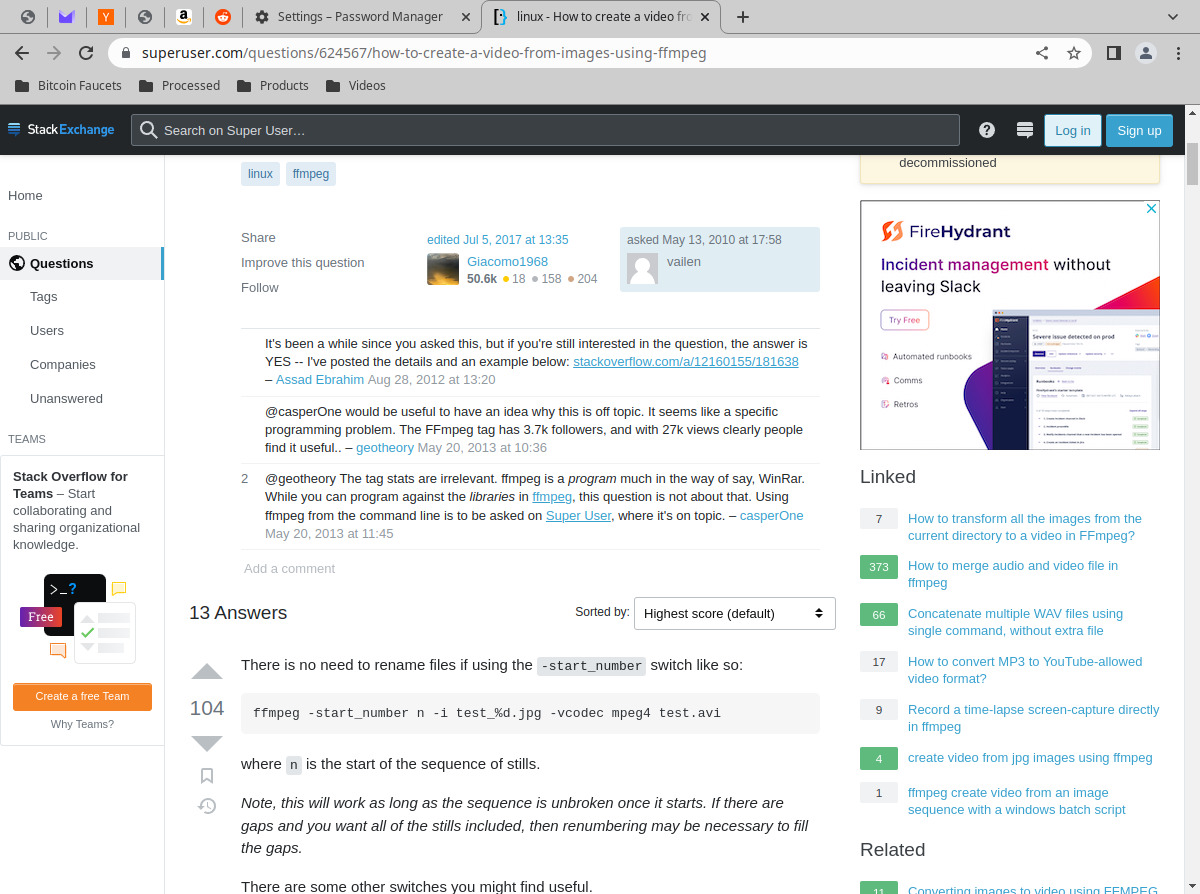 Settings – Password Manager
linux - How to create a video fro
superuser.com/questions/624567/how-to-create-a-video-from-images-using-ffmpeg
Bitcoin Faucets
Processed
Products
Videos
StackExchange
Search on Super User…
Log in
Sign up
Home
PUBLIC
Questions
Tags
Users
Companies
Unanswered
TEAMS
Stack Overflow for
Teams – Start
collaborating and
sharing organizational
knowledge.
>_?
Free
Create a free Team
Why Teams?
linux
ffmpeg
Share
Improve this question
Follow
edited Jul 5, 2017 at 13:35
Giacomo1968
50.6k 18 158 204
asked May 13, 2010 at 17:58
vailen
It's been a while since you asked this, but if you're still interested in the question, the answer is
YES -- I've posted the details and an example below: stackoverflow.com/a/12160155/181638
– Assad Ebrahim Aug 28, 2012 at 13:20
@casperOne would be useful to have an idea why this is off topic. It seems like a specific
programming problem. The FFmpeg tag has 3.7k followers, and with 27k views clearly people
find it useful.. – geotheory May 20, 2013 at 10:36
2 @geotheory The tag stats are irrelevant. ffmpeg is a program much in the way of say, WinRar.
While you can program against the libraries in ffmpeg, this question is not about that. Using
ffmpeg from the command line is to be asked on Super User, where it's on topic. – casperOne
May 20, 2013 at 11:45
Add a comment
13 Answers
Sorted by:
Highest score (default)
104
There is no need to rename files if using the -start_number switch like so:
ffmpeg -start_number n -i test_%d.jpg -vcodec mpeg4 test.avi
where n is the start of the sequence of stills.
Note, this will work as long as the sequence is unbroken once it starts. If there are
gaps and you want all of the stills included, then renumbering may be necessary to fill
the gaps.
There are some other switches you might find useful.
decommissioned
FireHydrant
Incident management without
leaving Slack
Try Free
Automated runbooks
Comms
Retros
Severe issue detected on prod
Linked
7 How to transform all the images from the
current directory to a video in FFmpeg?
373 How to merge audio and video file in
ffmpeg
66 Concatenate multiple WAV files using
single command, without extra file
17 How to convert MP3 to YouTube-allowed
video format?
9 Record a time-lapse screen-capture directly
in ffmpeg
4 create video from jpg images using ffmpeg
1 ffmpeg create video from an image
sequence with a windows batch script
Related
11 Converting images to video using FFMPEG